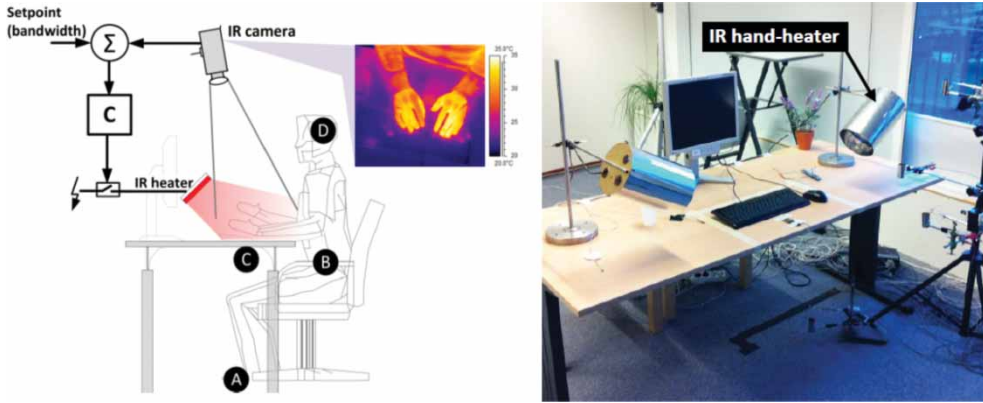 Setpoint
(bandwidth)
Σ
IR camera
35.0°C
35
30
25
20
20.0°C
C
IR heater
D
B
C
A
IR hand-heater